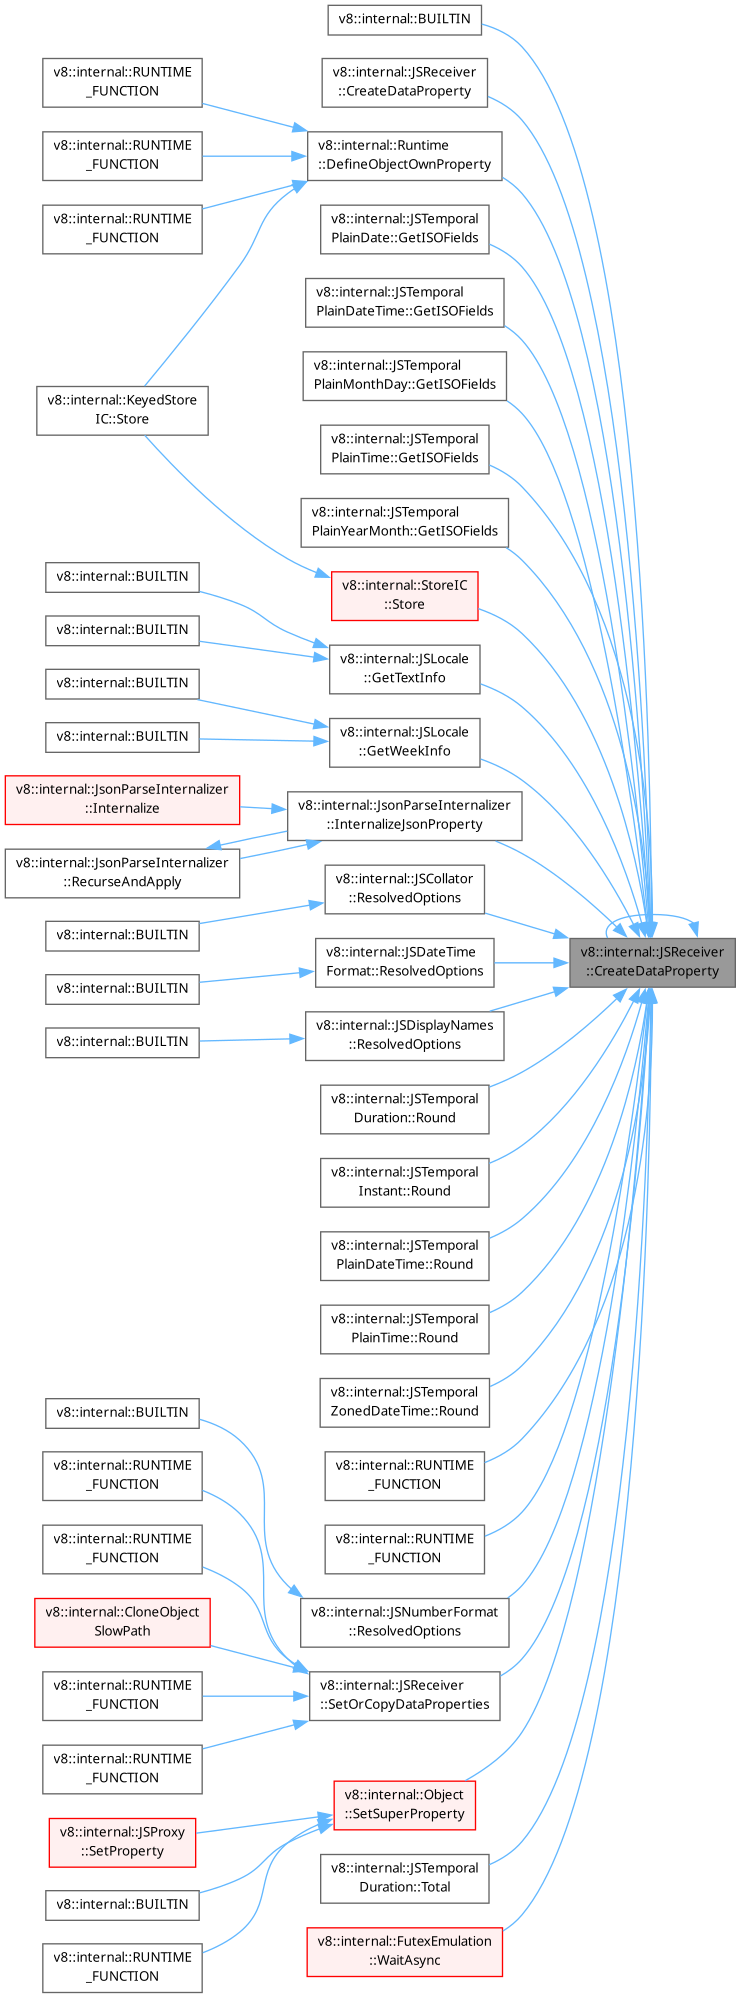 v8::internal::BUILTIN
v8::internal::RUNTIME
_FUNCTION
v8::internal::JSReceiver
::CreateDataProperty
v8::internal::RUNTIME
_FUNCTION
v8::internal::Runtime
::DefineObjectOwnProperty
v8::internal::RUNTIME
_FUNCTION
v8::internal::JSTemporal
PlainDate::GetISOFields
v8::internal::JSTemporal
PlainDateTime::GetISOFields
v8::internal::KeyedStore
IC::Store
v8::internal::JSTemporal
PlainMonthDay::GetISOFields
v8::internal::JSTemporal
PlainTime::GetISOFields
v8::internal::JSTemporal
PlainYearMonth::GetISOFields
v8::internal::BUILTIN
v8::internal::StoreIC
::Store
v8::internal::BUILTIN
v8::internal::JSLocale
::GetTextInfo
v8::internal::BUILTIN
v8::internal::BUILTIN
v8::internal::JSLocale
::GetWeekInfo
v8::internal::JsonParseInternalizer
::Internalize
v8::internal::JsonParseInternalizer
::InternalizeJsonProperty
v8::internal::JsonParseInternalizer
::RecurseAndApply
v8::internal::JSCollator
::ResolvedOptions
v8::internal::BUILTIN
v8::internal::JSDateTime
Format::ResolvedOptions
v8::internal::JSReceiver
::CreateDataProperty
v8::internal::BUILTIN
v8::internal::BUILTIN
v8::internal::JSDisplayNames
::ResolvedOptions
v8::internal::JSTemporal
Duration::Round
v8::internal::JSTemporal
Instant::Round
v8::internal::JSTemporal
PlainDateTime::Round
v8::internal::JSTemporal
PlainTime::Round
v8::internal::JSTemporal
ZonedDateTime::Round
v8::internal::BUILTIN
v8::internal::RUNTIME
_FUNCTION
v8::internal::RUNTIME
_FUNCTION
v8::internal::RUNTIME
_FUNCTION
v8::internal::RUNTIME
_FUNCTION
v8::internal::CloneObject
SlowPath
v8::internal::JSNumberFormat
::ResolvedOptions
v8::internal::RUNTIME
_FUNCTION
v8::internal::JSReceiver
::SetOrCopyDataProperties
v8::internal::RUNTIME
_FUNCTION
v8::internal::Object
::SetSuperProperty
v8::internal::JSProxy
::SetProperty
v8::internal::BUILTIN
v8::internal::JSTemporal
Duration::Total
v8::internal::RUNTIME
_FUNCTION
v8::internal::FutexEmulation
::WaitAsync